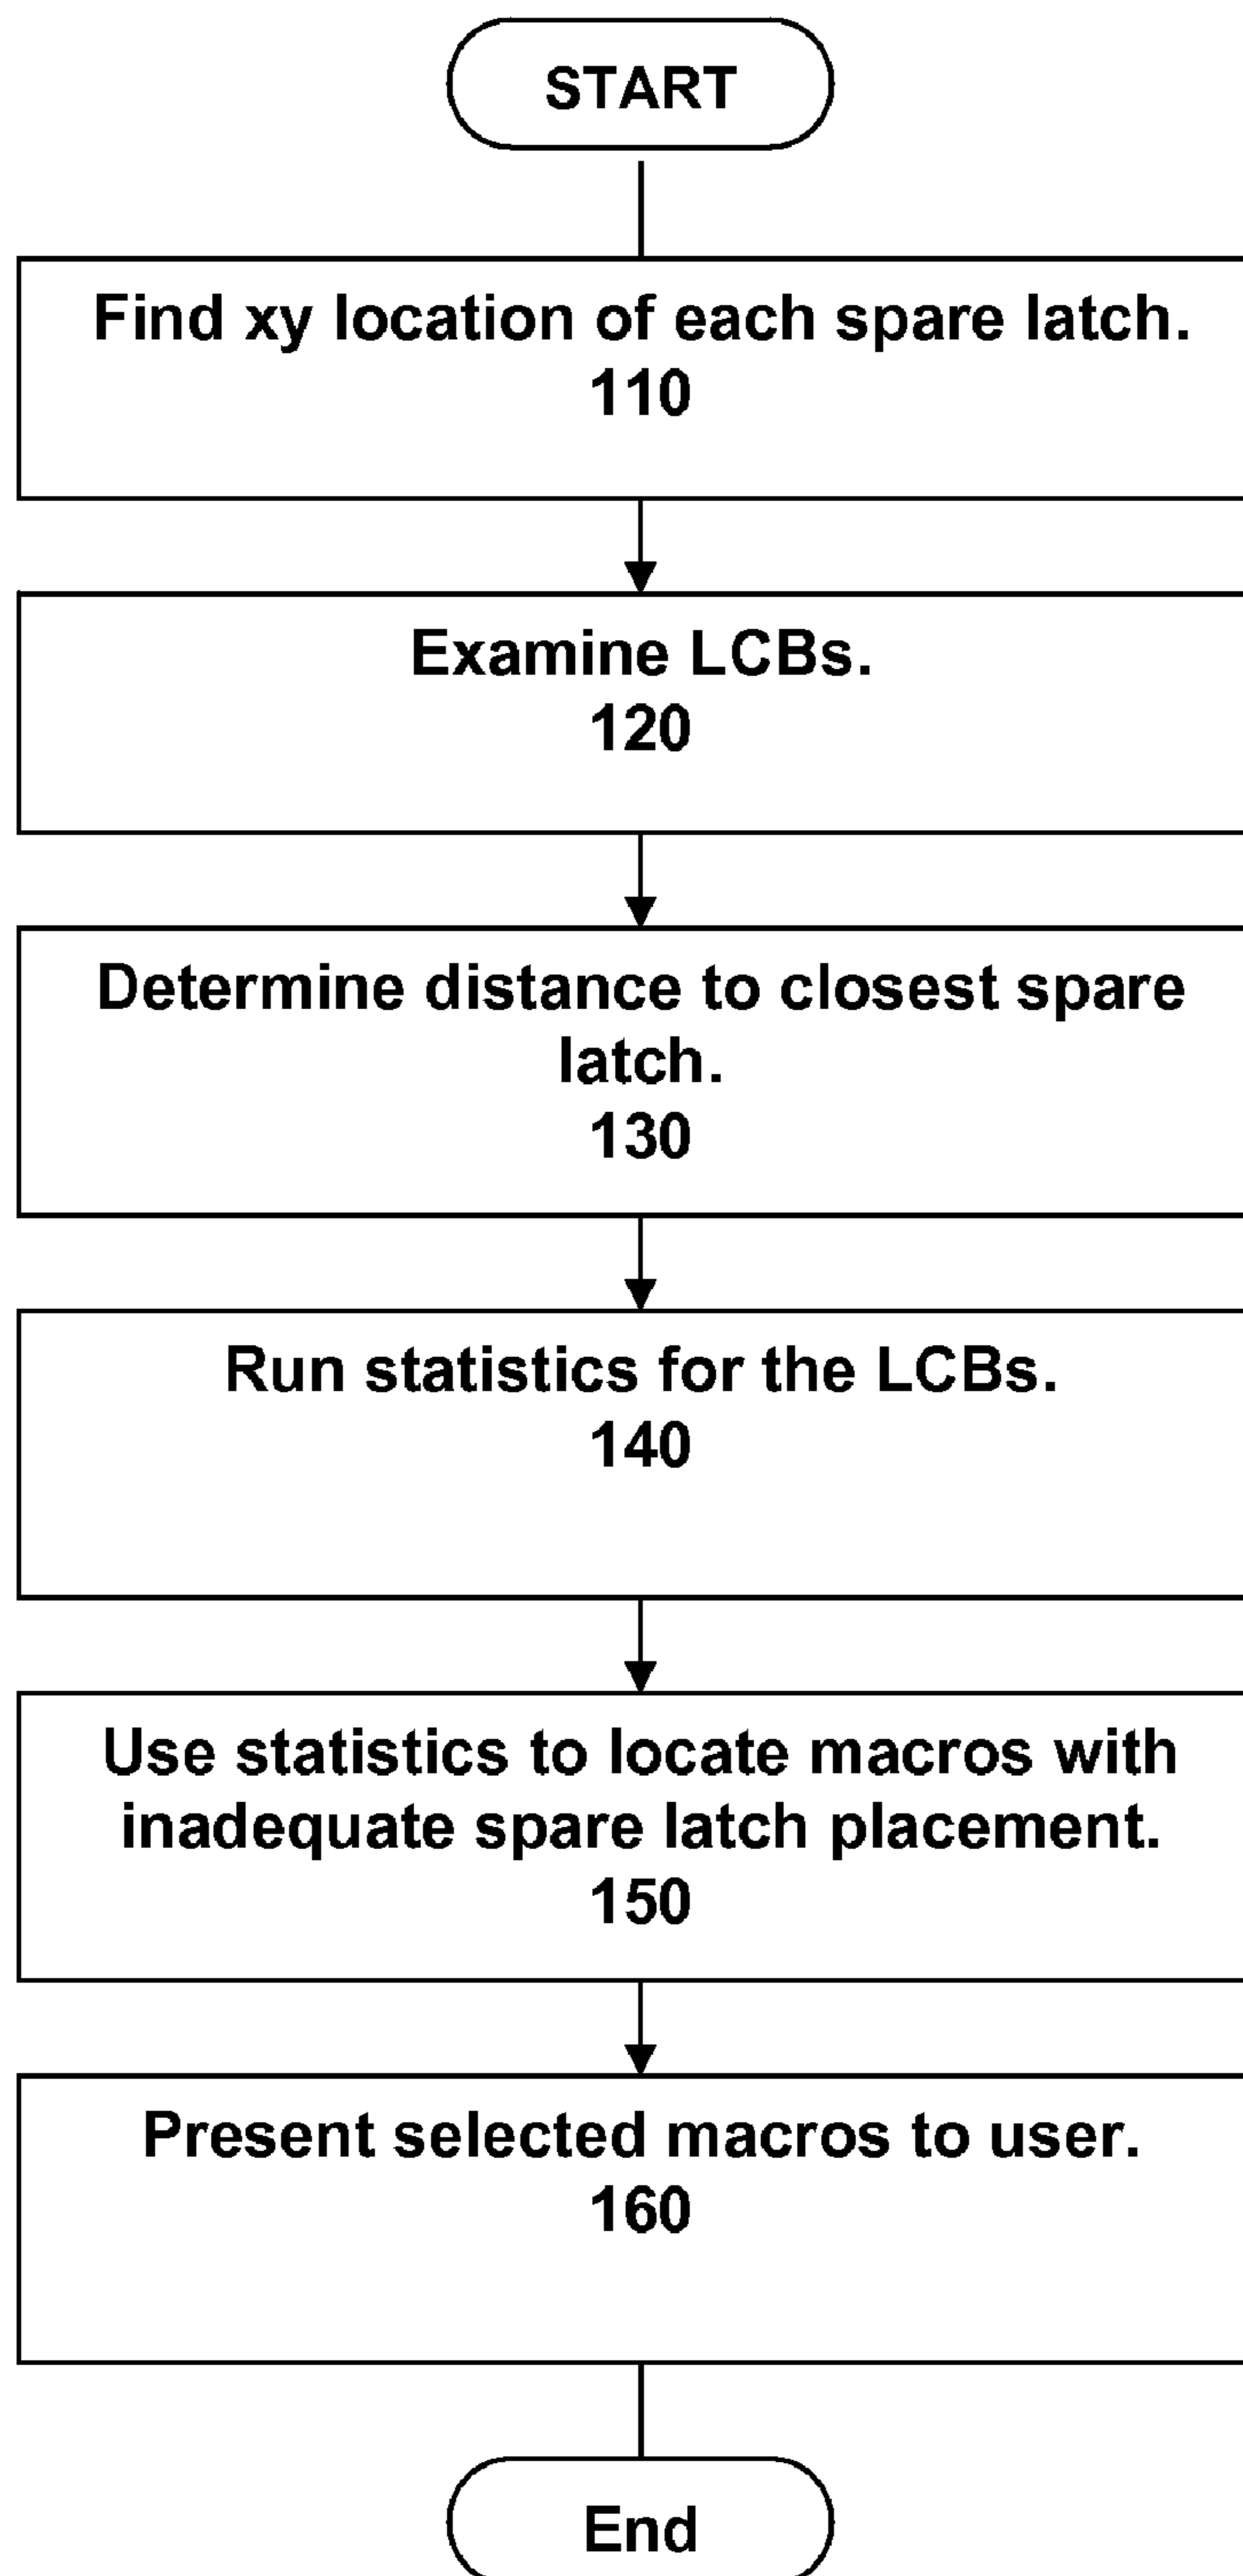 START
Find xy location of each spare latch.
110
Examine LCBs.
120
Determine distance to closest spare
latch.
130
Run statistics for the LCBs.
140
Use statistics to locate macros with
inadequate spare latch placement.
150
Present selected macros to user.
160
End